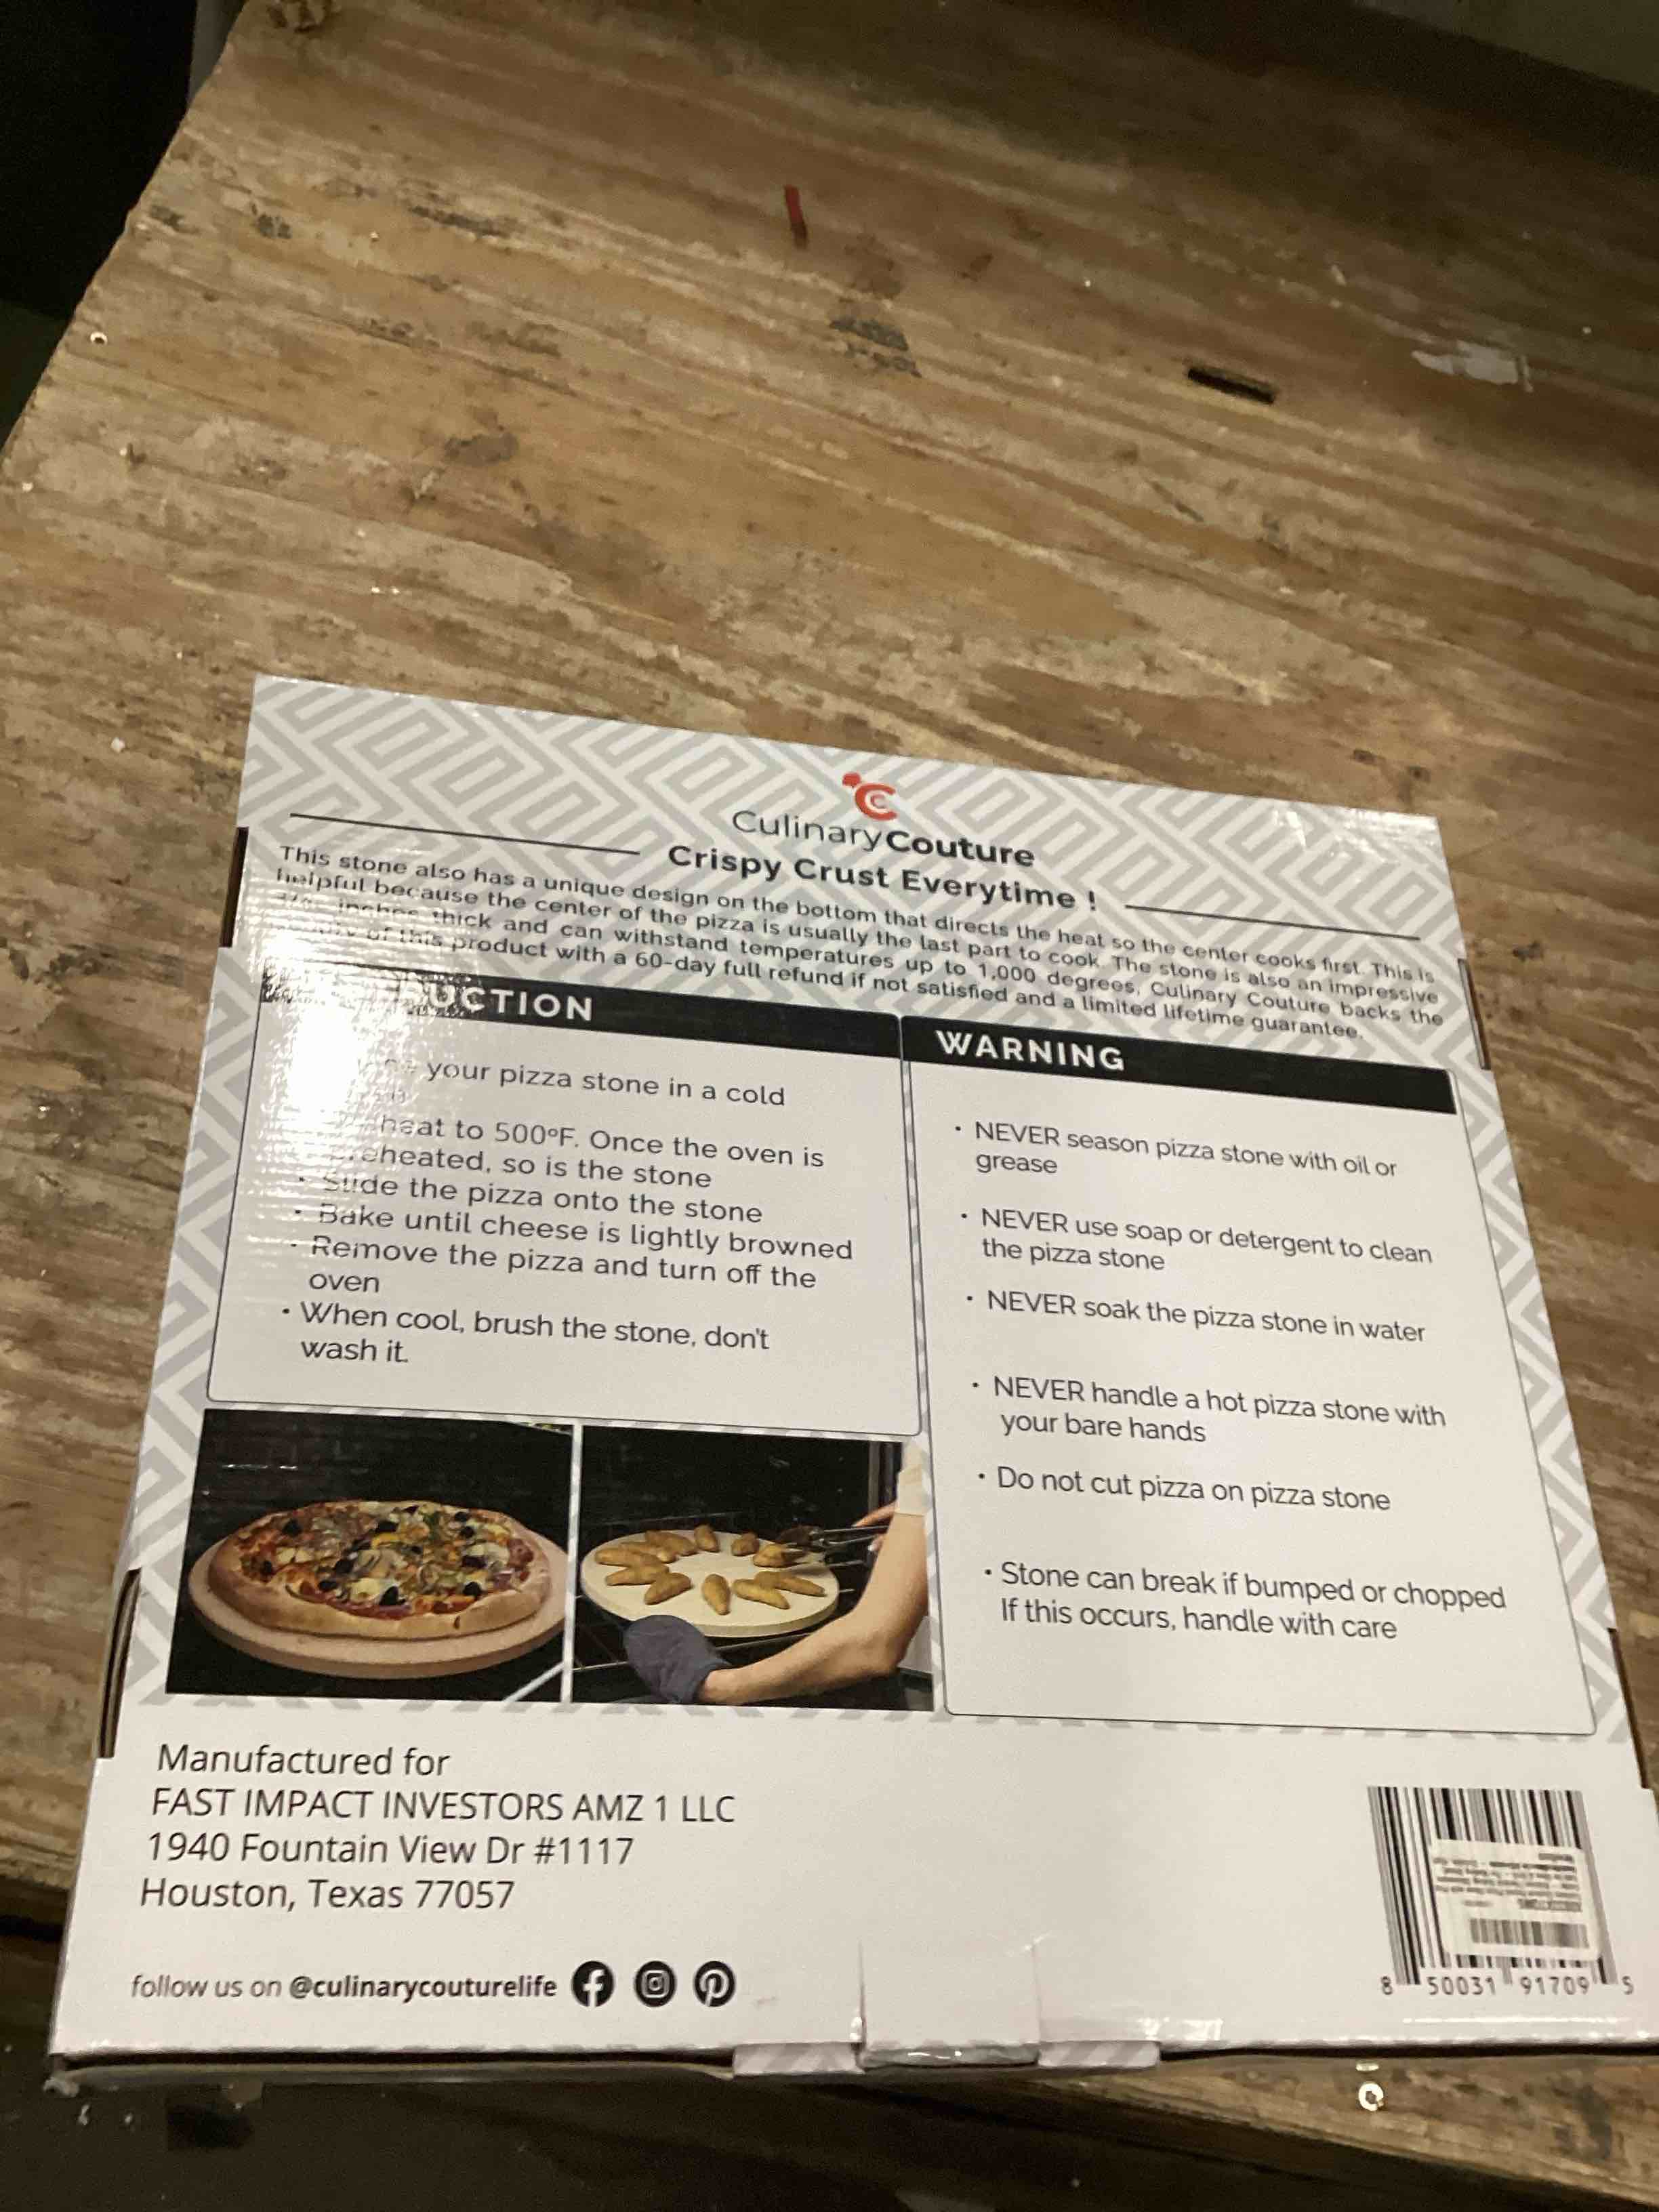 CulinaryCouture
Crispy Crust Everytime !
This stone also has a unique design on the bottom that directs the heat so the center cooks first. This is
helpful because the center of the pizza is usually the last part to cook. The stone is also an impressive
inches thick and can withstand temperatures up to 1,000 degrees, Culinary Couture backs the
of this product with a 60-day full refund if not satisfied and a limited lifetime guarantee.
UCTION
your pizza stone in a cold
heat to 500°F. Once the oven is
preheated, so is the stone
· Slide the pizza onto the stone
· Bake until cheese is lightly browned
· Remove the pizza and turn off the
oven
· When cool, brush the stone, don't
wash it.
WARNING
· NEVER season pizza stone with oil or
grease
· NEVER use soap or detergent to clean
the pizza stone
· NEVER soak the pizza stone in water
· NEVER handle a hot pizza stone with
your bare hands
· Do not cut pizza on pizza stone
· Stone can break if bumped or chopped
If this occurs, handle with care
Manufactured for
FAST IMPACT INVESTORS AMZ 1 LLC
1940 Fountain View Dr #1117
Houston, Texas 77057
follow us on @culinarycouturelife
8 50031 91709 5